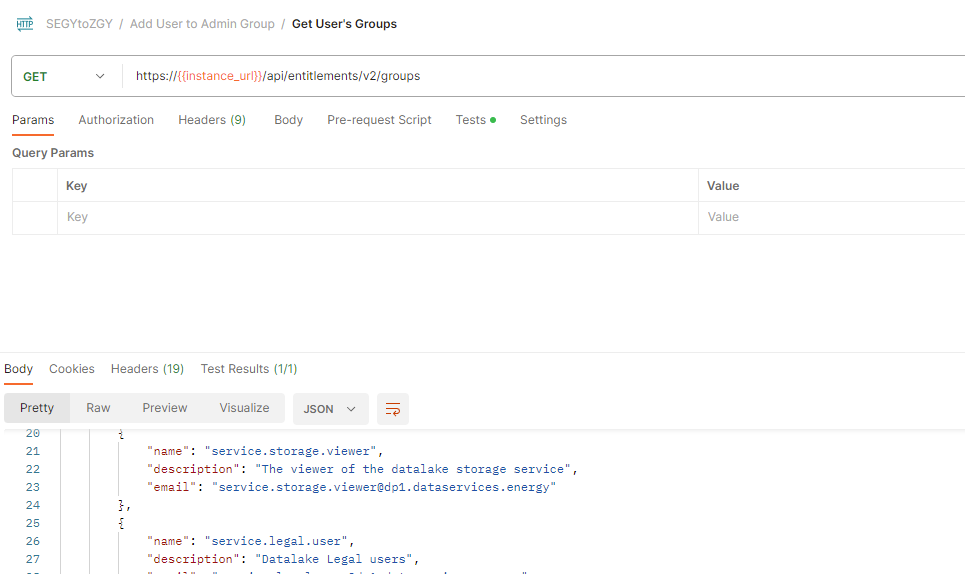 HTTP SEGYtoZGY / Add User to Admin Group / Get User's Groups
GET https://{{instance_url}}/api/entitlements/v2/groups
Params Authorization Headers (9) Body Pre-request Script Tests Settings
Query Params
Key Value
Key Value
Body Cookies Headers (19) Test Results (1/1)
Pretty Raw Preview Visualize JSON
20 {
21 "name": "service.storage.viewer",
22 "description": "The viewer of the datalake storage service",
23 "email": "service.storage.viewer@dp1.dataservices.energy"
24 },
25 {
26 "name": "service.legal.user",
27 "description": "Datalake Legal users",